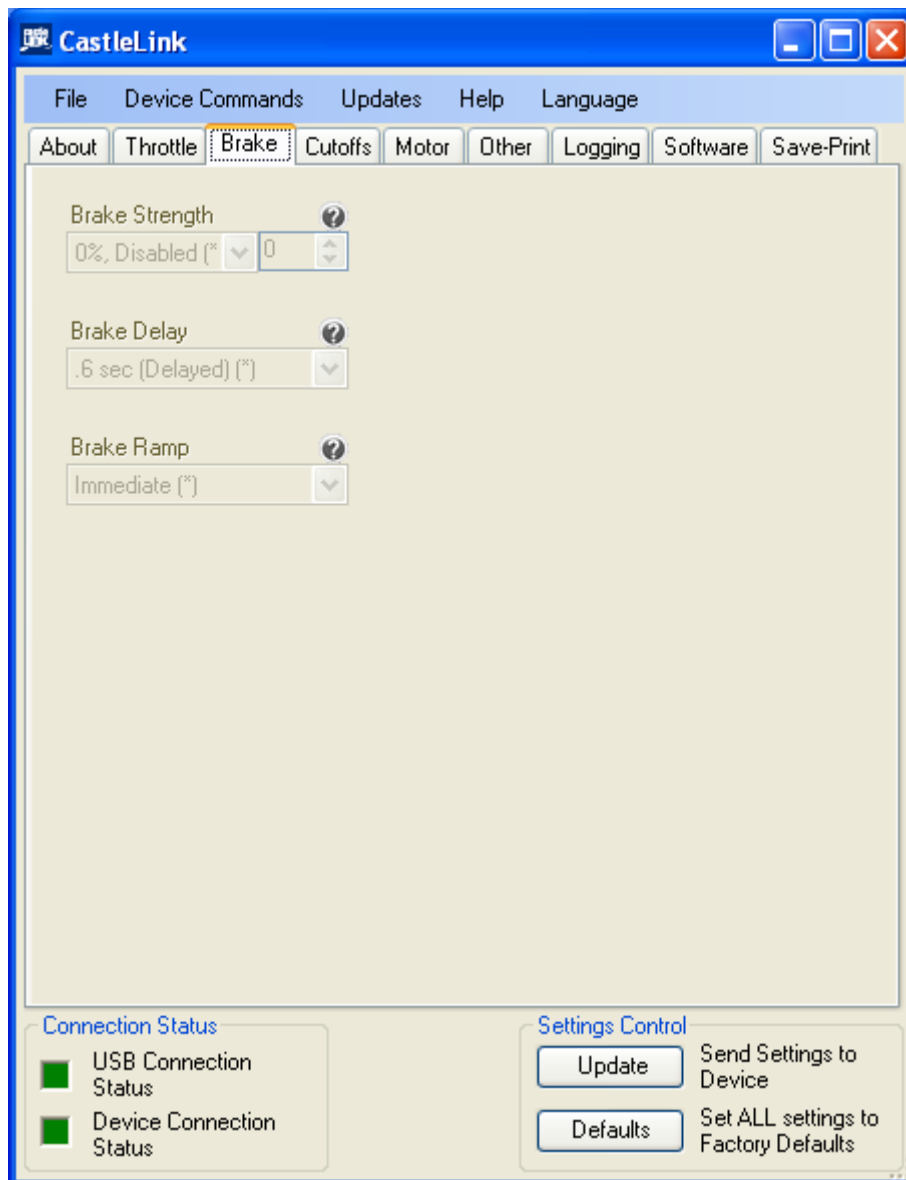 CastleLink
File Device Commands Updates Help Language
About Throttle Brake Cutoffs Motor Other Logging Software Save-Print
Brake Strength
0%, Disabled (* 0
Brake Delay
.6 sec (Delayed) (*)
Brake Ramp
Immediate (*)
Connection Status
USB Connection
Status
Device Connection
Status
Settings Control
Update
Send Settings to
Device
Defaults
Set ALL settings to
Factory Defaults